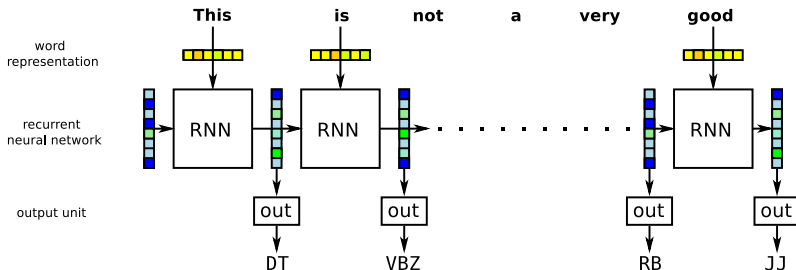 This is not a very good
word
representation
recurrent
neural network
RNN RNN RNN
output unit
out out out out
DT VBZ RB JJ